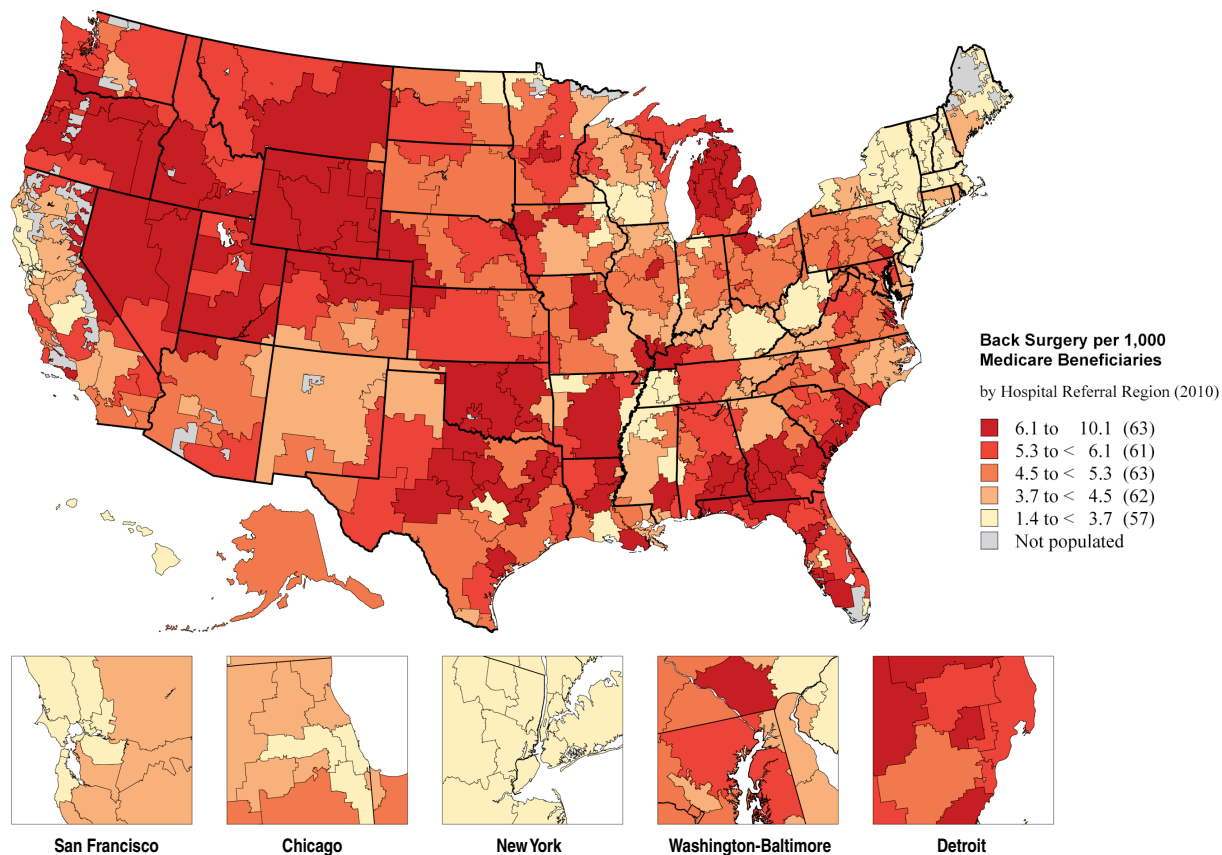 Back Surgery per 1,000
Medicare Beneficiaries
by Hospital Referral Region (2010)
6.1 to 10.1 (63)
5.3 to < 6.1 (61)
4.5 to < 5.3 (63)
3.7 to < 4.5 (62)
1.4 to < 3.7 (57)
Not populated
San Francisco
Chicago
New York
Washington-Baltimore
Detroit